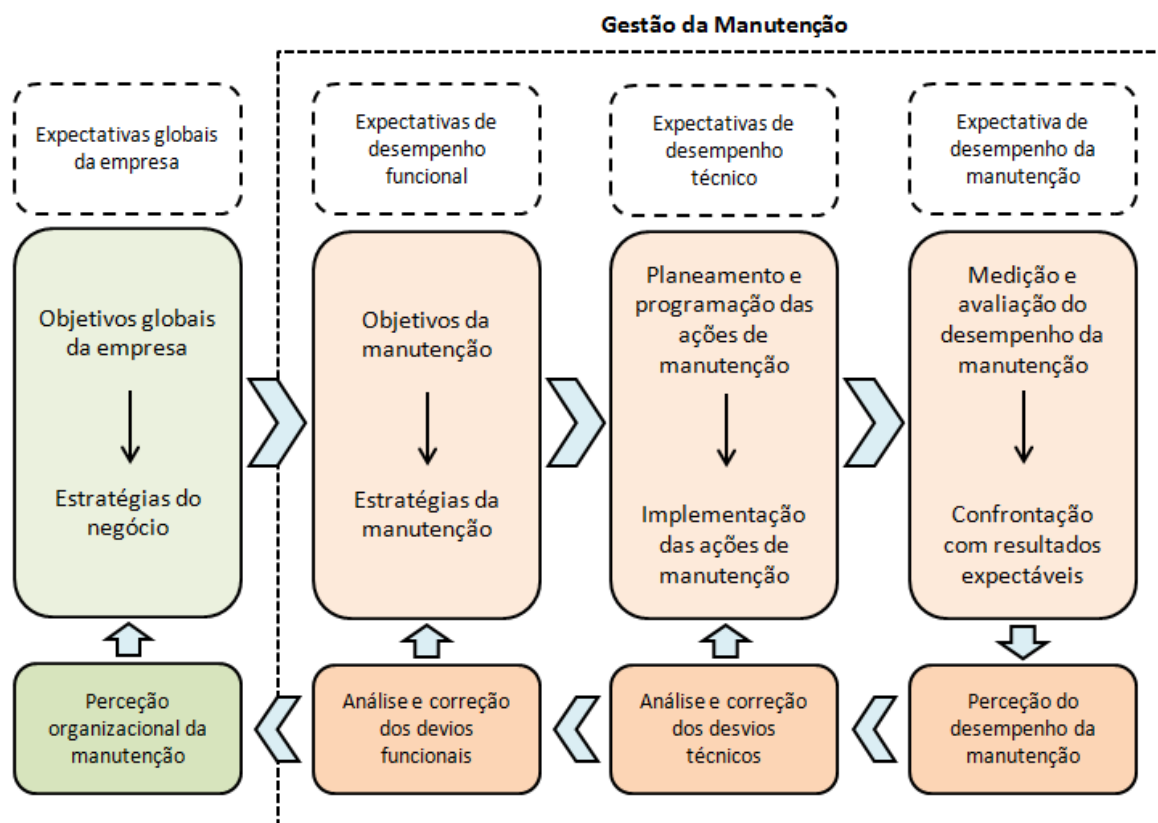 Gestão da Manutenção
Expectativas globais
da empresa
Expectativas de
desempenho
funcional
Expectativas de
desempenho
técnico
Expectativa de
desempenho da
manutenção
Objetivos globais
da empresa
Estratégias do
negócio
Objetivos da
manutenção
Estratégias da
manutenção
Planeamento e
programação das
ações de
manutenção
Implementação
das ações de
manutenção
Medição e
avaliação do
desempenho da
manutenção
Confrontação
com resultados
expectáveis
Perceção
organizacional da
manutenção
Análise e correção
dos devios
funcionais
Análise e correção
dos desvios
técnicos
Perceção do
desempenho da
manutenção